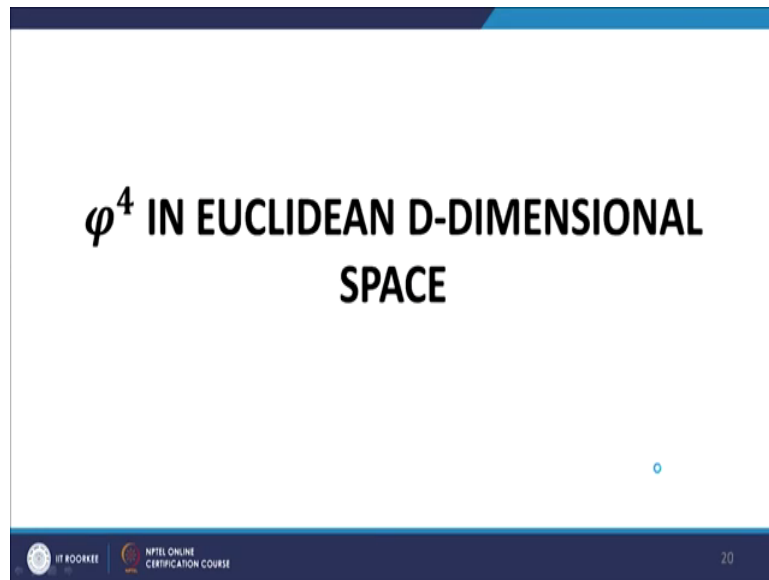 φ⁴ IN EUCLIDEAN D-DIMENSIONAL
SPACE
IIT ROORKEE
NPTEL ONLINE
CERTIFICATION COURSE
20